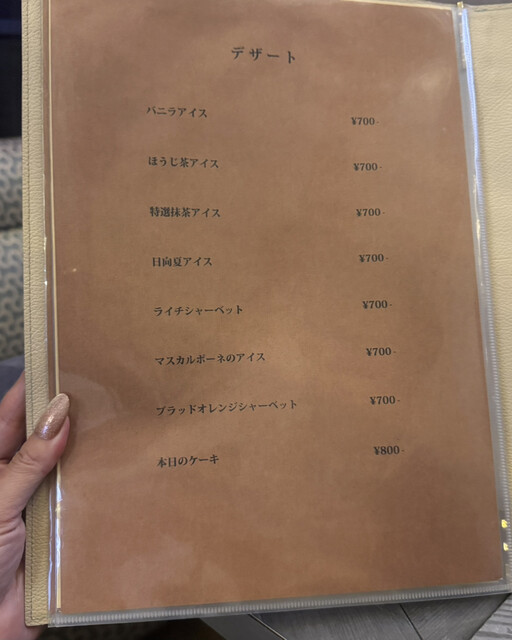 デザート
バニラアイス ¥700-
ほうじ茶アイス ¥700-
特選抹茶アイス ¥700-
日向夏アイス ¥700-
ライチシャーベット ¥700-
マスカルポーネのアイス ¥700-
ブラッドオレンジシャーベット ¥700-
本日のケーキ ¥800-